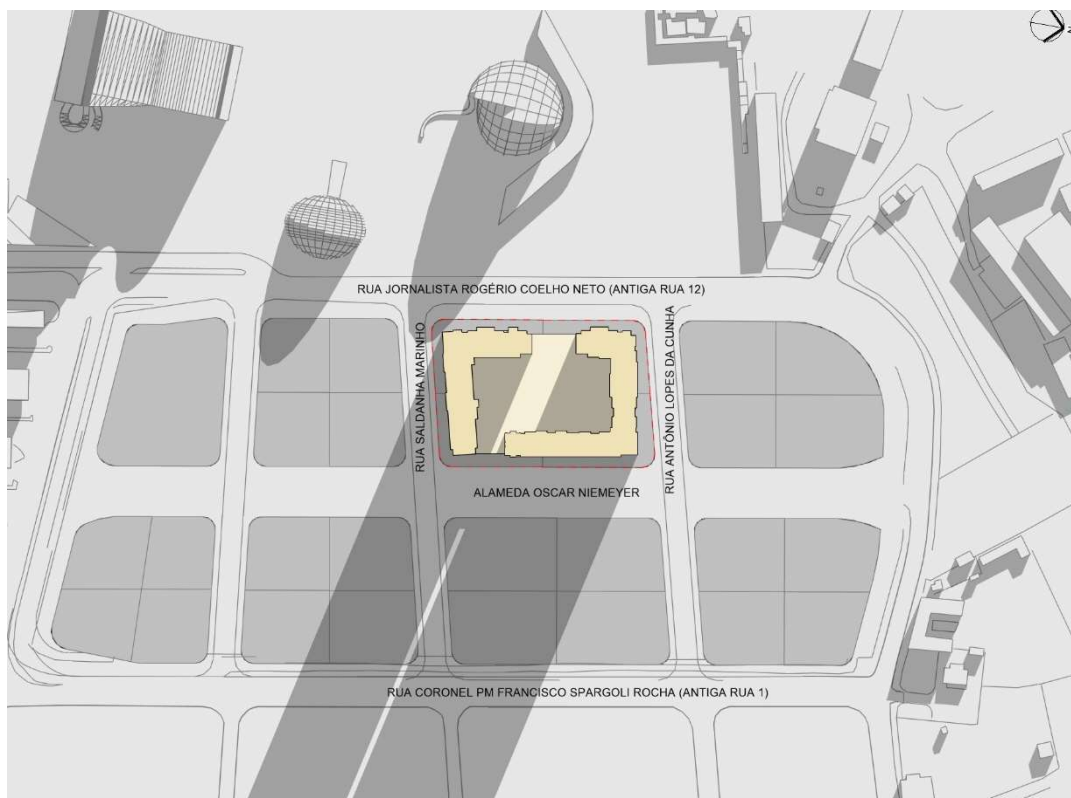 RUA JORNALISTA ROGÉRIO COELHO NETO (ANTIGA RUA 12)
RUA SALDANHA MARINHO
RUA ANTÔNIO LOPES DA CUNHA
ALAMEDA OSCAR NIEMEYER
RUA CORONEL PM FRANCISCO SPARGOLI ROCHA (ANTIGA RUA 1)